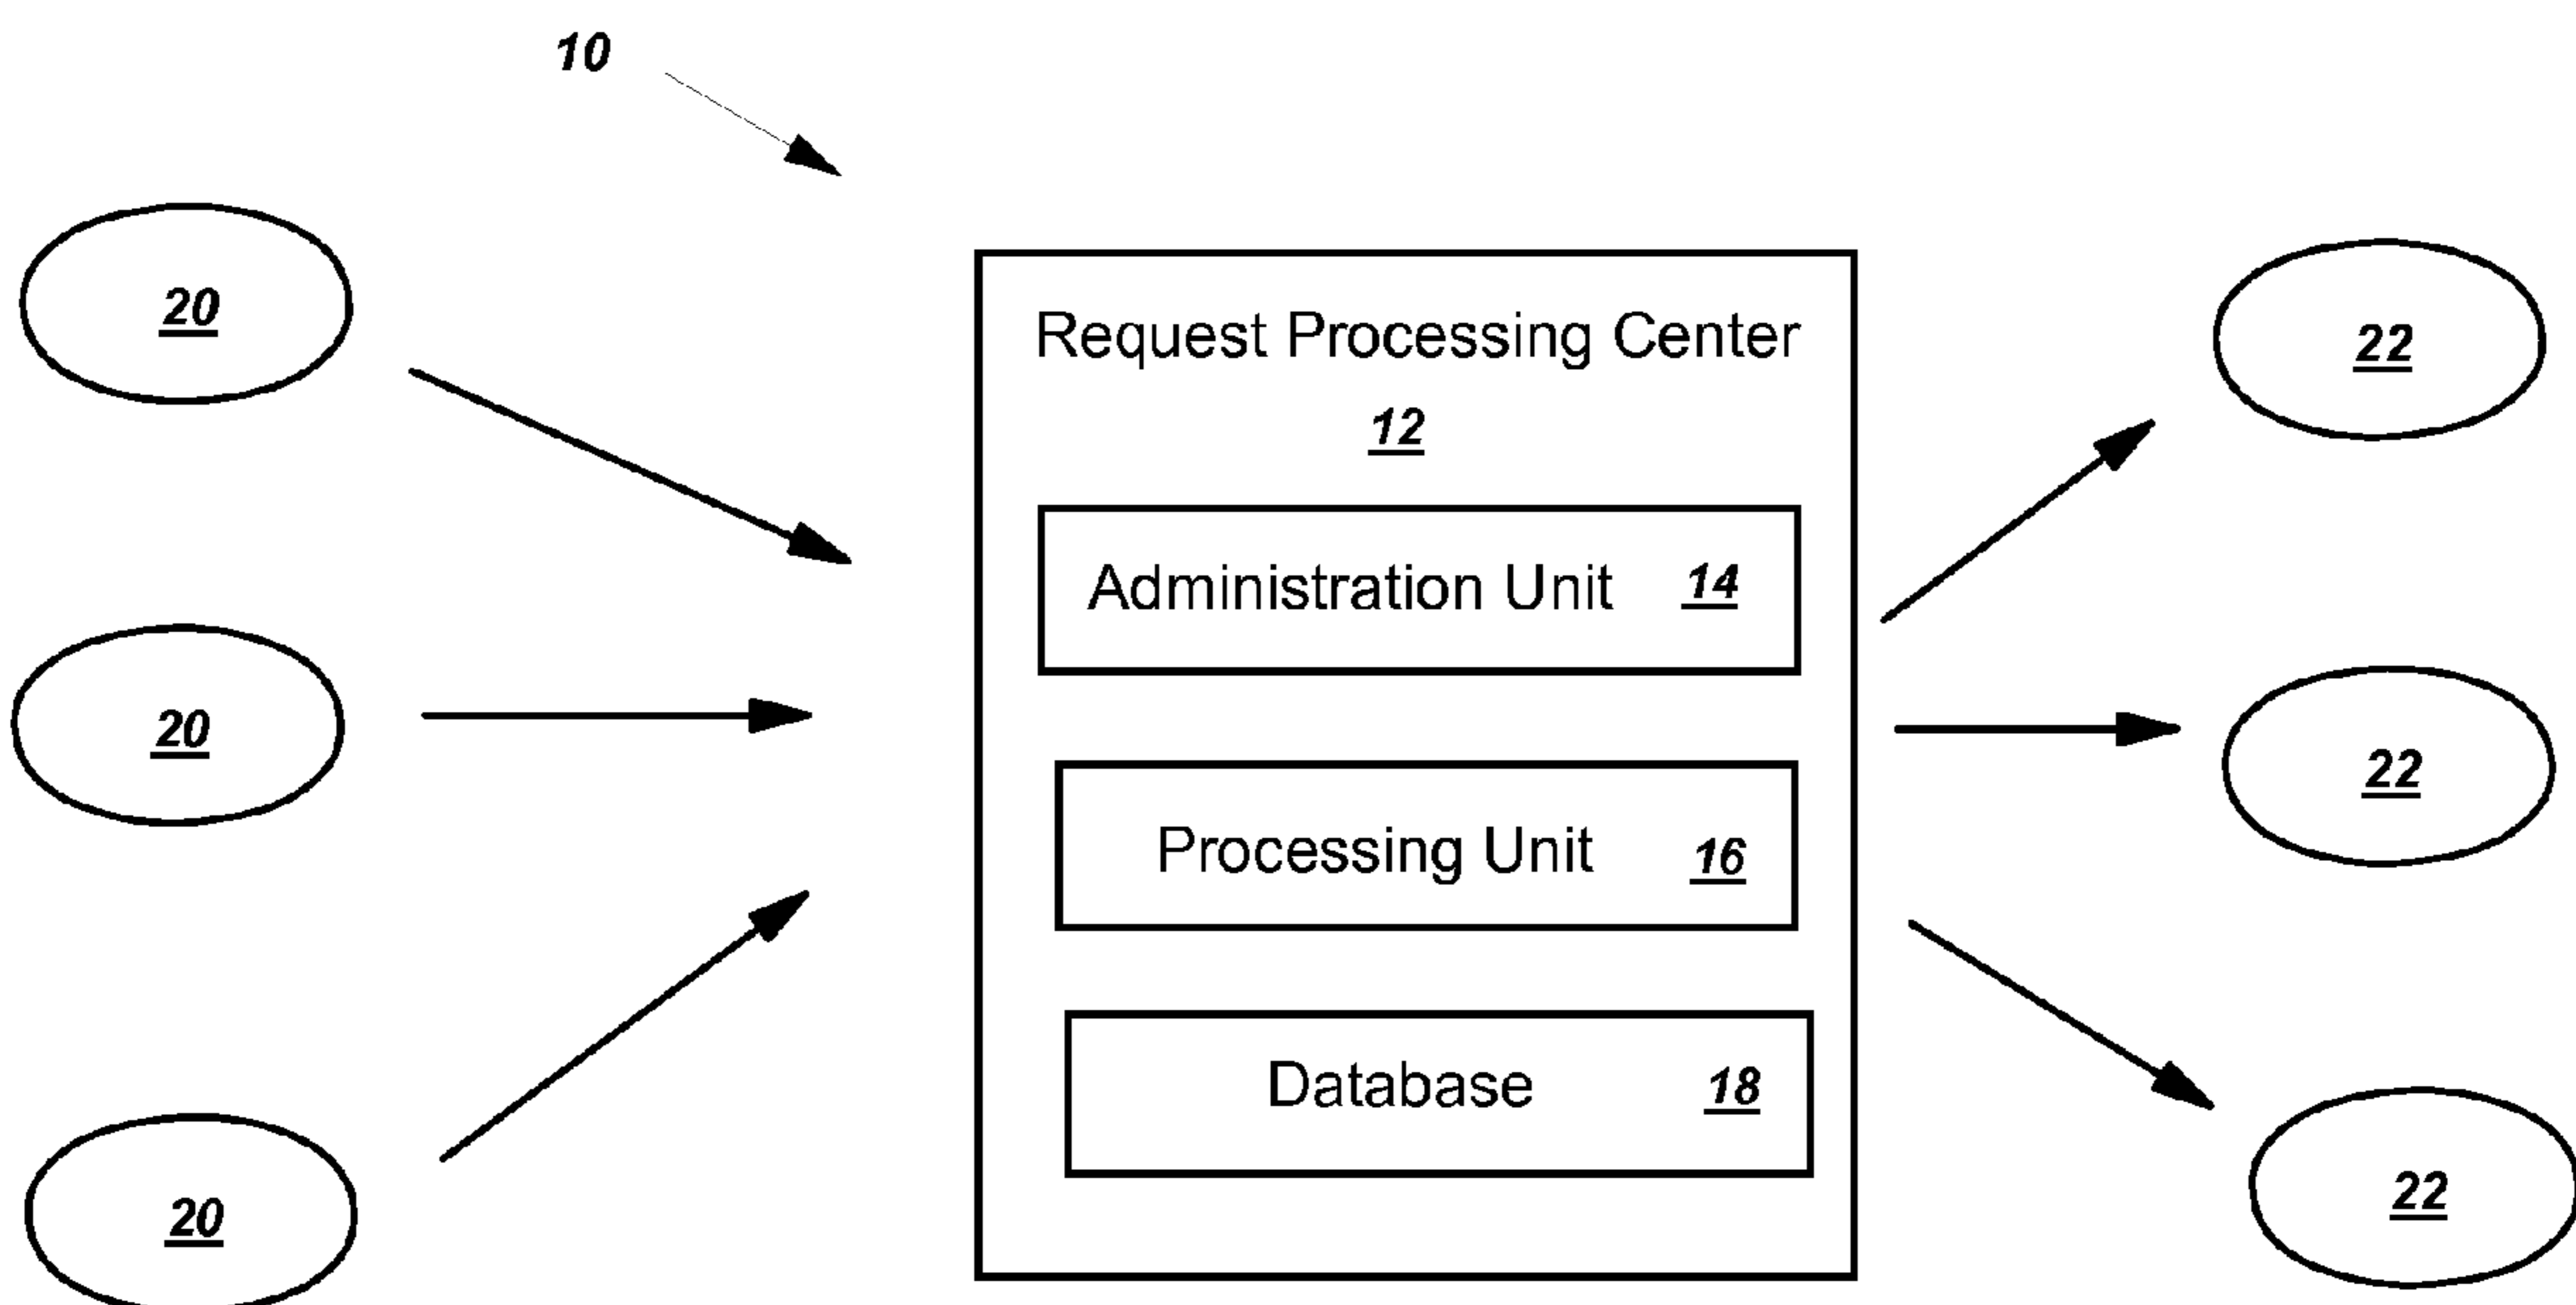 10
20
Request Processing Center
22
12
Administration Unit 14
20
22
Processing Unit 16
Database 18
20
22